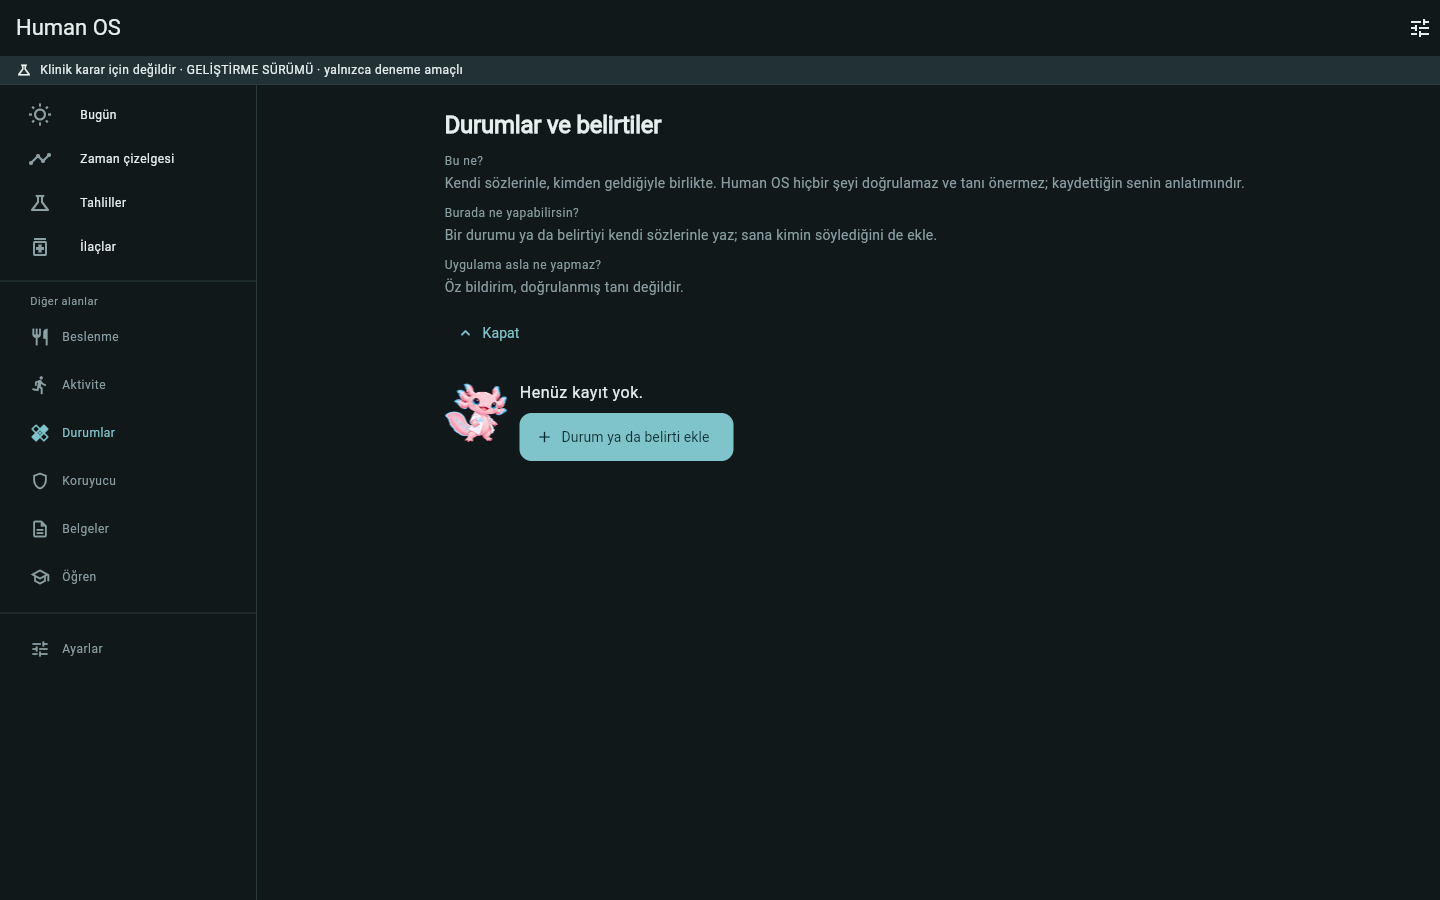 Human OS
Klinik karar için değildir · GELİŞTİRME SÜRÜMÜ · yalnızca deneme amaçlı
Bugün
Zaman çizelgesi
Tahliller
İlaçlar
Diğer alanlar
Beslenme
Aktivite
Durumlar
Koruyucu
Belgeler
Öğren
Ayarlar
Durumlar ve belirtiler
Bu ne?
Kendi sözlerinle, kimden geldiğiyle birlikte. Human OS hiçbir şeyi doğrulamaz ve tanı önermez; kaydettiğin senin anlatımındır.
Burada ne yapabilirsin?
Bir durumu ya da belirtiyi kendi sözlerinle yaz; sana kimin söylediğini de ekle.
Uygulama asla ne yapmaz?
Öz bildirim, doğrulanmış tanı değildir.
Kapat
Henüz kayıt yok.
Durum ya da belirti ekle